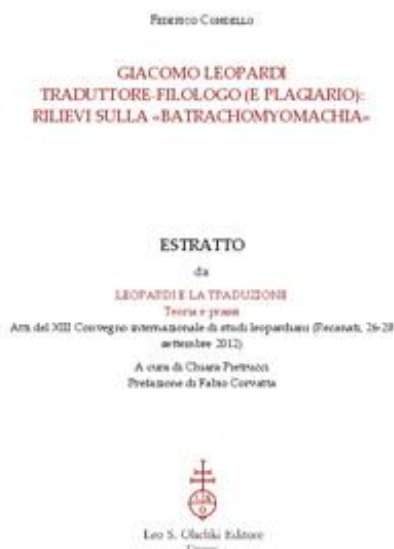 FEDERICO CONDELLO
GIACOMO LEOPARDI
TRADUTTORE-FILOLOGO (E PLAGIARIO):
RILIEVI SULLA «BATRACHOMYOMACHIA»
ESTRATTO
da
LEOPARDI E LA TRADUZIONE
Teoria e prassi
Atti del XIII Convegno internazionale di studi leopardiani (Recanati, 26-28
settembre 2012)
A cura di Chiara Pietrucci
Prefazione di Fabio Corvatta
Leo S. Olschki Editore
Firenze